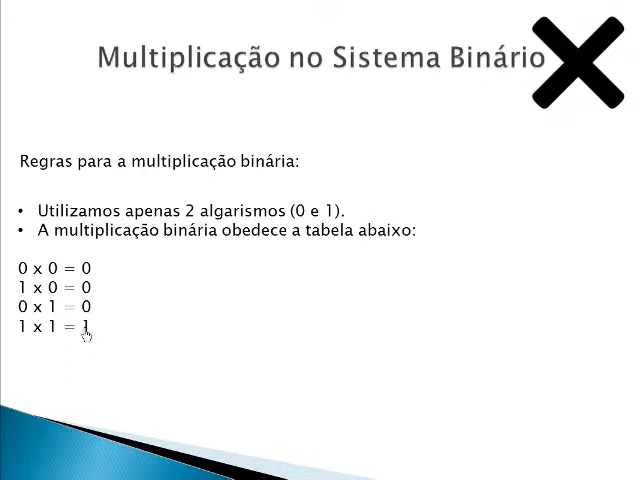 Multiplicação no Sistema Binário
Regras para a multiplicação binária:
• Utilizamos apenas 2 algarismos (0 e 1).
• A multiplicação binária obedece a tabela abaixo:
0 x 0 = 0
1 x 0 = 0
0 x 1 = 0
1 x 1 = 1